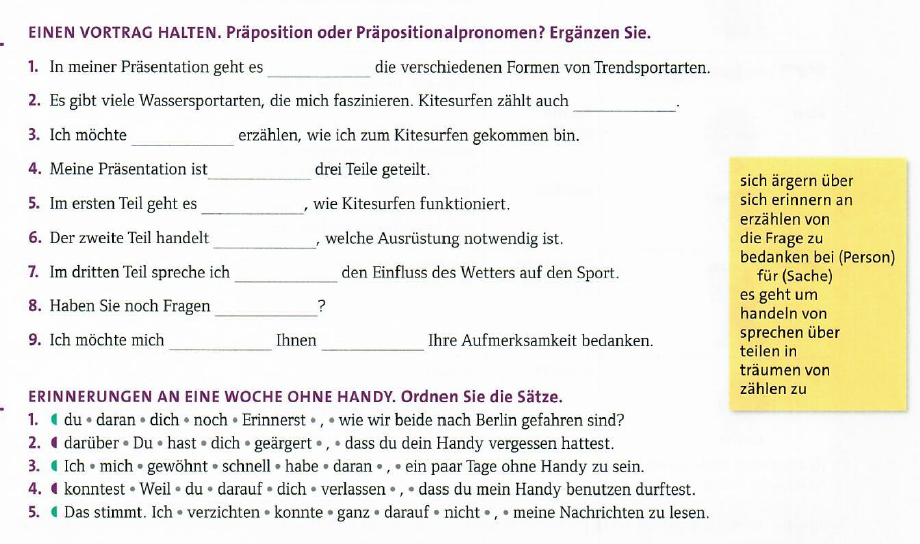 EINEN VORTRAG HALTEN. Präposition oder Präpositionalpronomen? Ergänzen Sie.
1. In meiner Präsentation geht es ____________ die verschiedenen Formen von Trendsportarten.
2. Es gibt viele Wassersportarten, die mich faszinieren. Kitesurfen zählt auch ____________.
3. Ich möchte ____________ erzählen, wie ich zum Kitesurfen gekommen bin.
4. Meine Präsentation ist ____________ drei Teile geteilt.
5. Im ersten Teil geht es ____________, wie Kitesurfen funktioniert.
6. Der zweite Teil handelt ____________, welche Ausrüstung notwendig ist.
7. Im dritten Teil spreche ich ____________ den Einfluss des Wetters auf den Sport.
8. Haben Sie noch Fragen ____________?
9. Ich möchte mich ____________ Ihnen ____________ Ihre Aufmerksamkeit bedanken.
sich ärgern über
sich erinnern an
erzählen von
die Frage zu
bedanken bei (Person)
für (Sache)
es geht um
handeln von
sprechen über
teilen in
träumen von
zählen zu
ERINNERUNGEN AN EINE WOCHE OHNE HANDY. Ordnen Sie die Sätze.
1. du • daran • dich • noch • Erinnerst • , • wie wir beide nach Berlin gefahren sind?
2. darüber • Du • hast • dich • geärgert • , • dass du dein Handy vergessen hattest.
3. Ich • mich • gewöhnt • schnell • habe • daran • , • ein paar Tage ohne Handy zu sein.
4. konntest • Weil • du • darauf • dich • verlassen • , • dass du mein Handy benutzen durftest.
5. Das stimmt. Ich • verzichten • konnte • ganz • darauf • nicht • , • meine Nachrichten zu lesen.